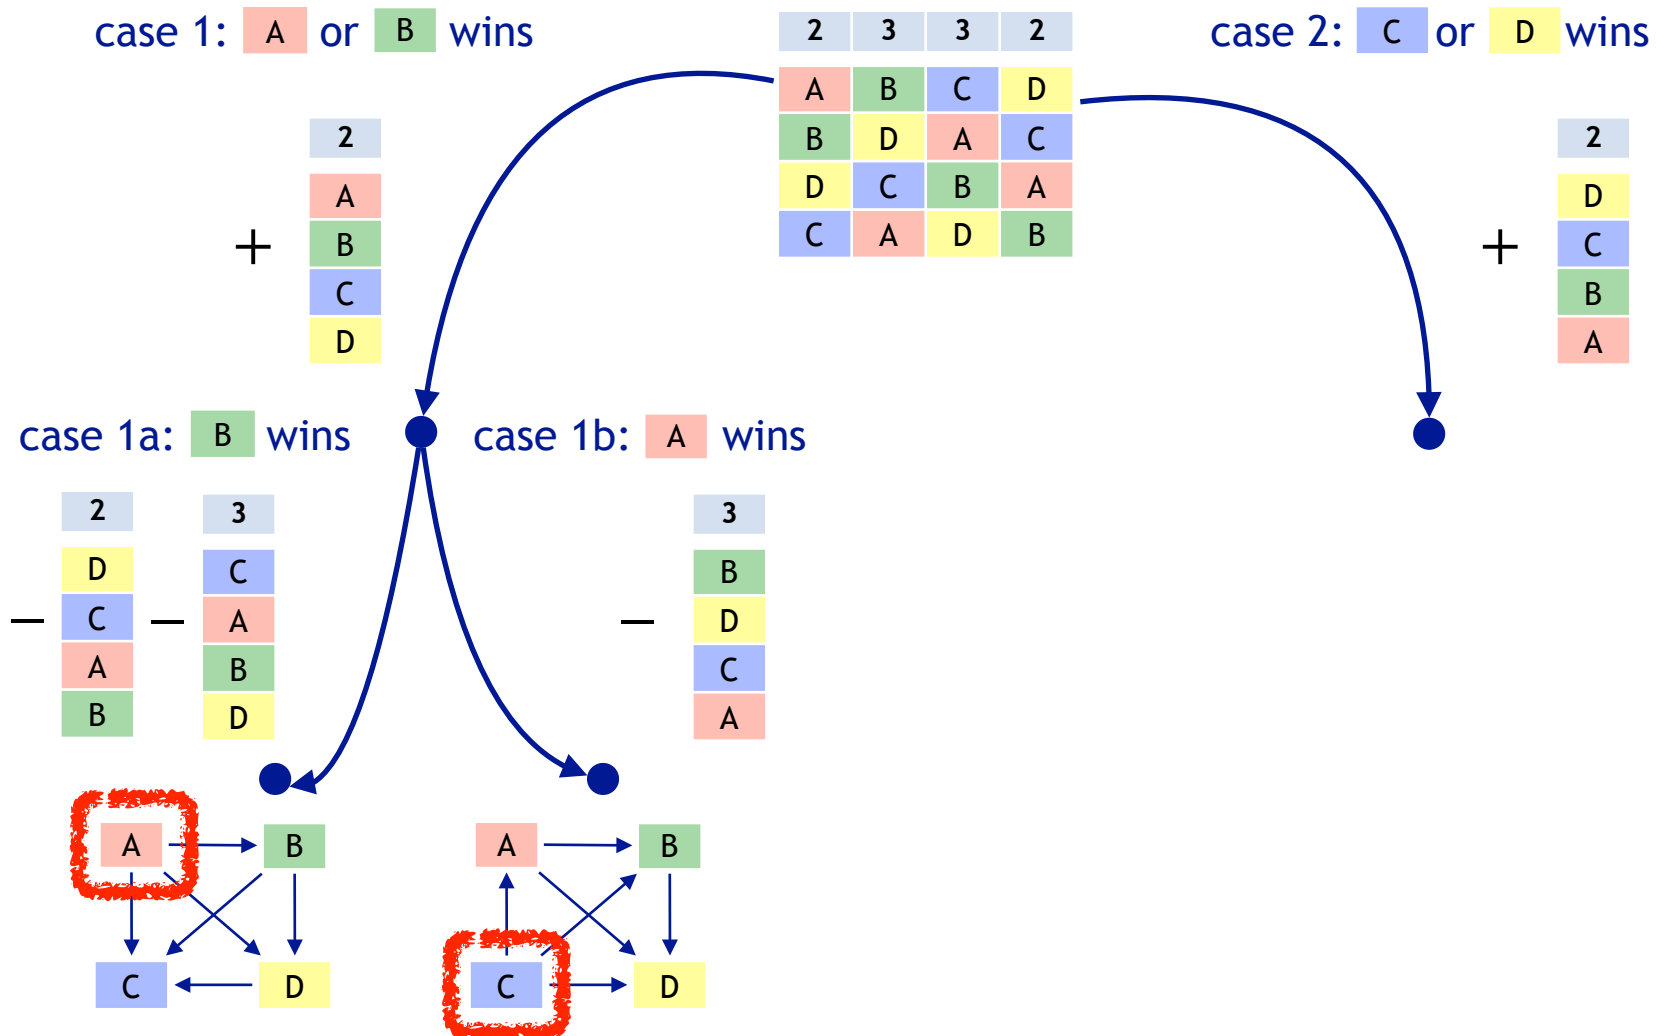 case 1: A or B wins
2 3 3 2
A B C D
B D A C
D C B A
C A D B
case 2: C or D wins
+
2
A
B
C
D
+
2
D
C
B
A
case 1a: B wins
case 1b: A wins
−
2
D
C
A
B
−
3
C
A
B
D
−
3
B
D
C
A
A B
C D
A B
C D